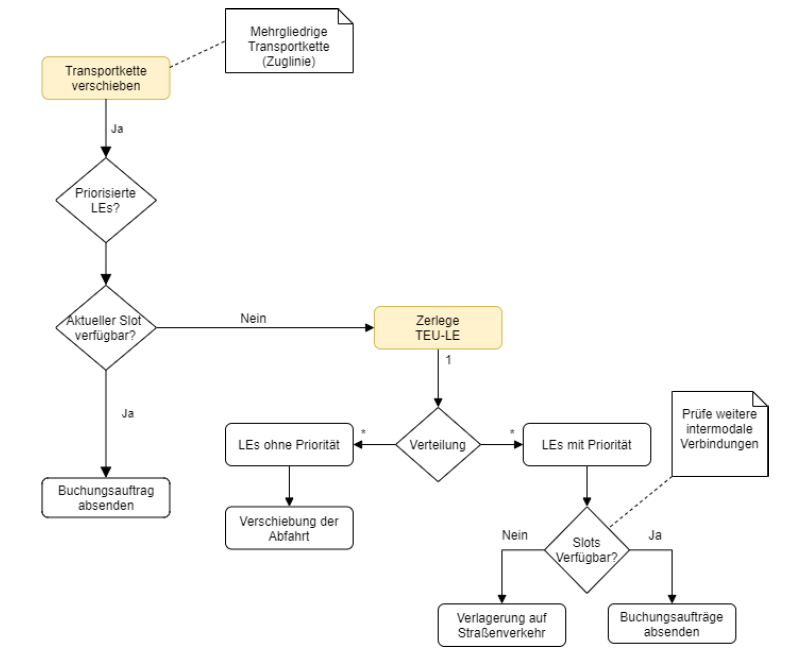 Mehrgliedrige
Transportkette
(Zuglinie)
Transportkette
verschieben
Ja
Priorisierte
LEs?
Aktueller Slot
verfügbar?
Nein
Zerlege
TEU-LE
1
Ja
Prüfe weitere
intermodale
Verbindungen
*
*
LEs ohne Priorität
Verteilung
LEs mit Priorität
Buchungsauftrag
absenden
Verschiebung der
Abfahrt
Nein
Slots
Verfügbar?
Ja
Verlagerung auf
Straßenverkehr
Buchungsaufträge
absenden